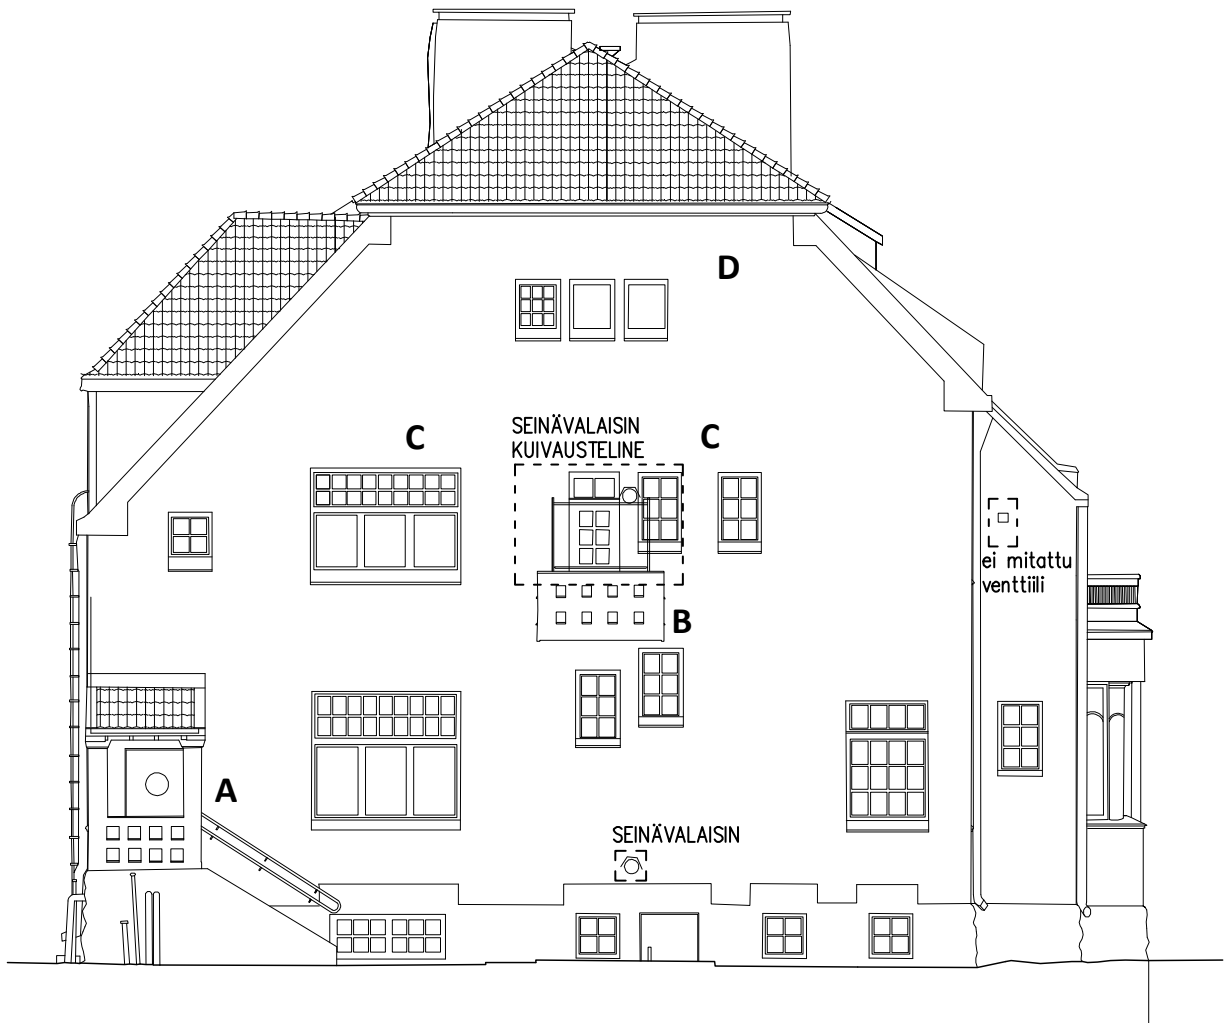 D
SEINÄVALAISIN
KUIVAUSTELINE
C
C
ei mitattu
venttiili
B
A
SEINÄVALAISIN